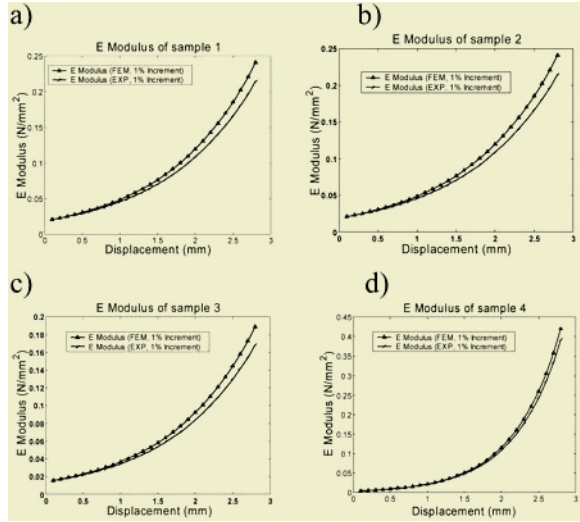 a)
E Modulus of sample 1
E Modulus (FEM, 1% Increment)
E Modulus (EXP, 1% Increment)
E Modulus (N/mm²)
0.25
0.2
0.15
0.1
0.05
0
0 0.5 1 1.5 2 2.5 3
Displacement (mm)
b)
E Modulus of sample 2
E Modulus (FEM, 1% Increment)
E Modulus (EXP, 1% Increment)
E Modulus (N/mm²)
0.25
0.2
0.15
0.1
0.05
0
0 0.5 1 1.5 2 2.5 3
Displacement (mm)
c)
E Modulus of sample 3
E Modulus (FEM, 1% Increment)
E Modulus (EXP, 1% Increment)
E Modulus (N/mm²)
0.2
0.18
0.16
0.14
0.12
0.1
0.08
0.06
0.04
0.02
0
0 0.5 1 1.5 2 2.5 3
Displacement (mm)
d)
E Modulus of sample 4
E Modulus (FEM, 1% Increment)
E Modulus (EXP, 1% Increment)
E Modulus (N/mm²)
0.45
0.4
0.35
0.3
0.25
0.2
0.15
0.1
0.05
0
0 0.5 1 1.5 2 2.5 3
Displacement (mm)